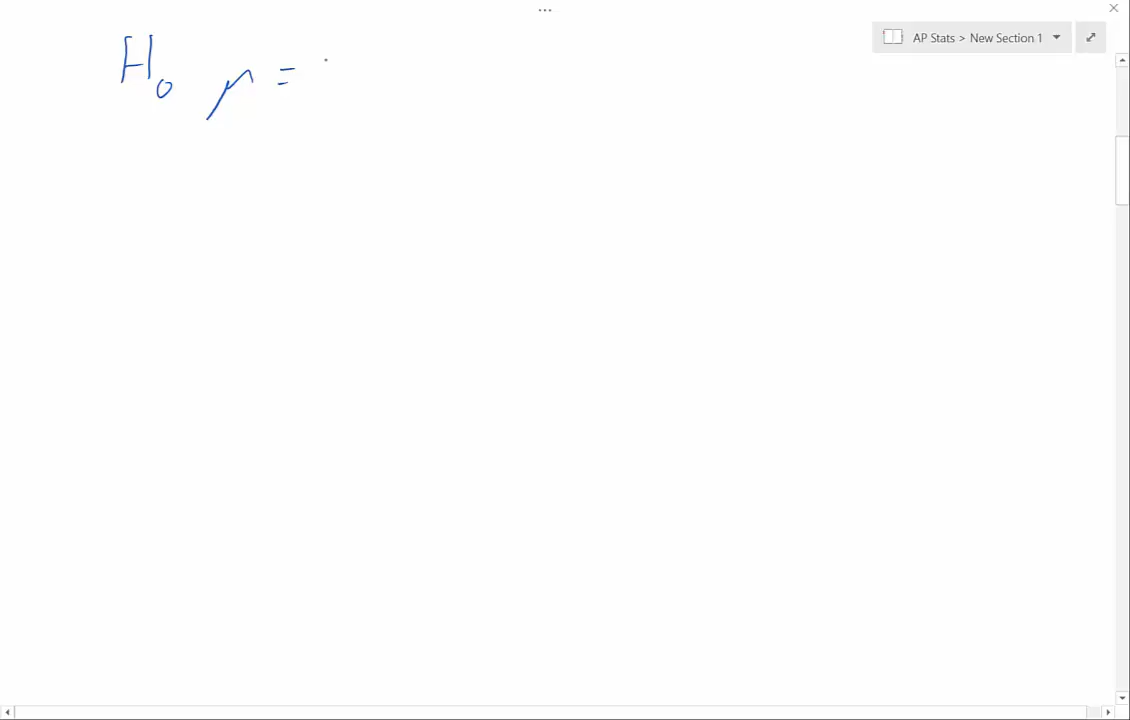 ...
AP Stats > New Section 1
H₀ μ =